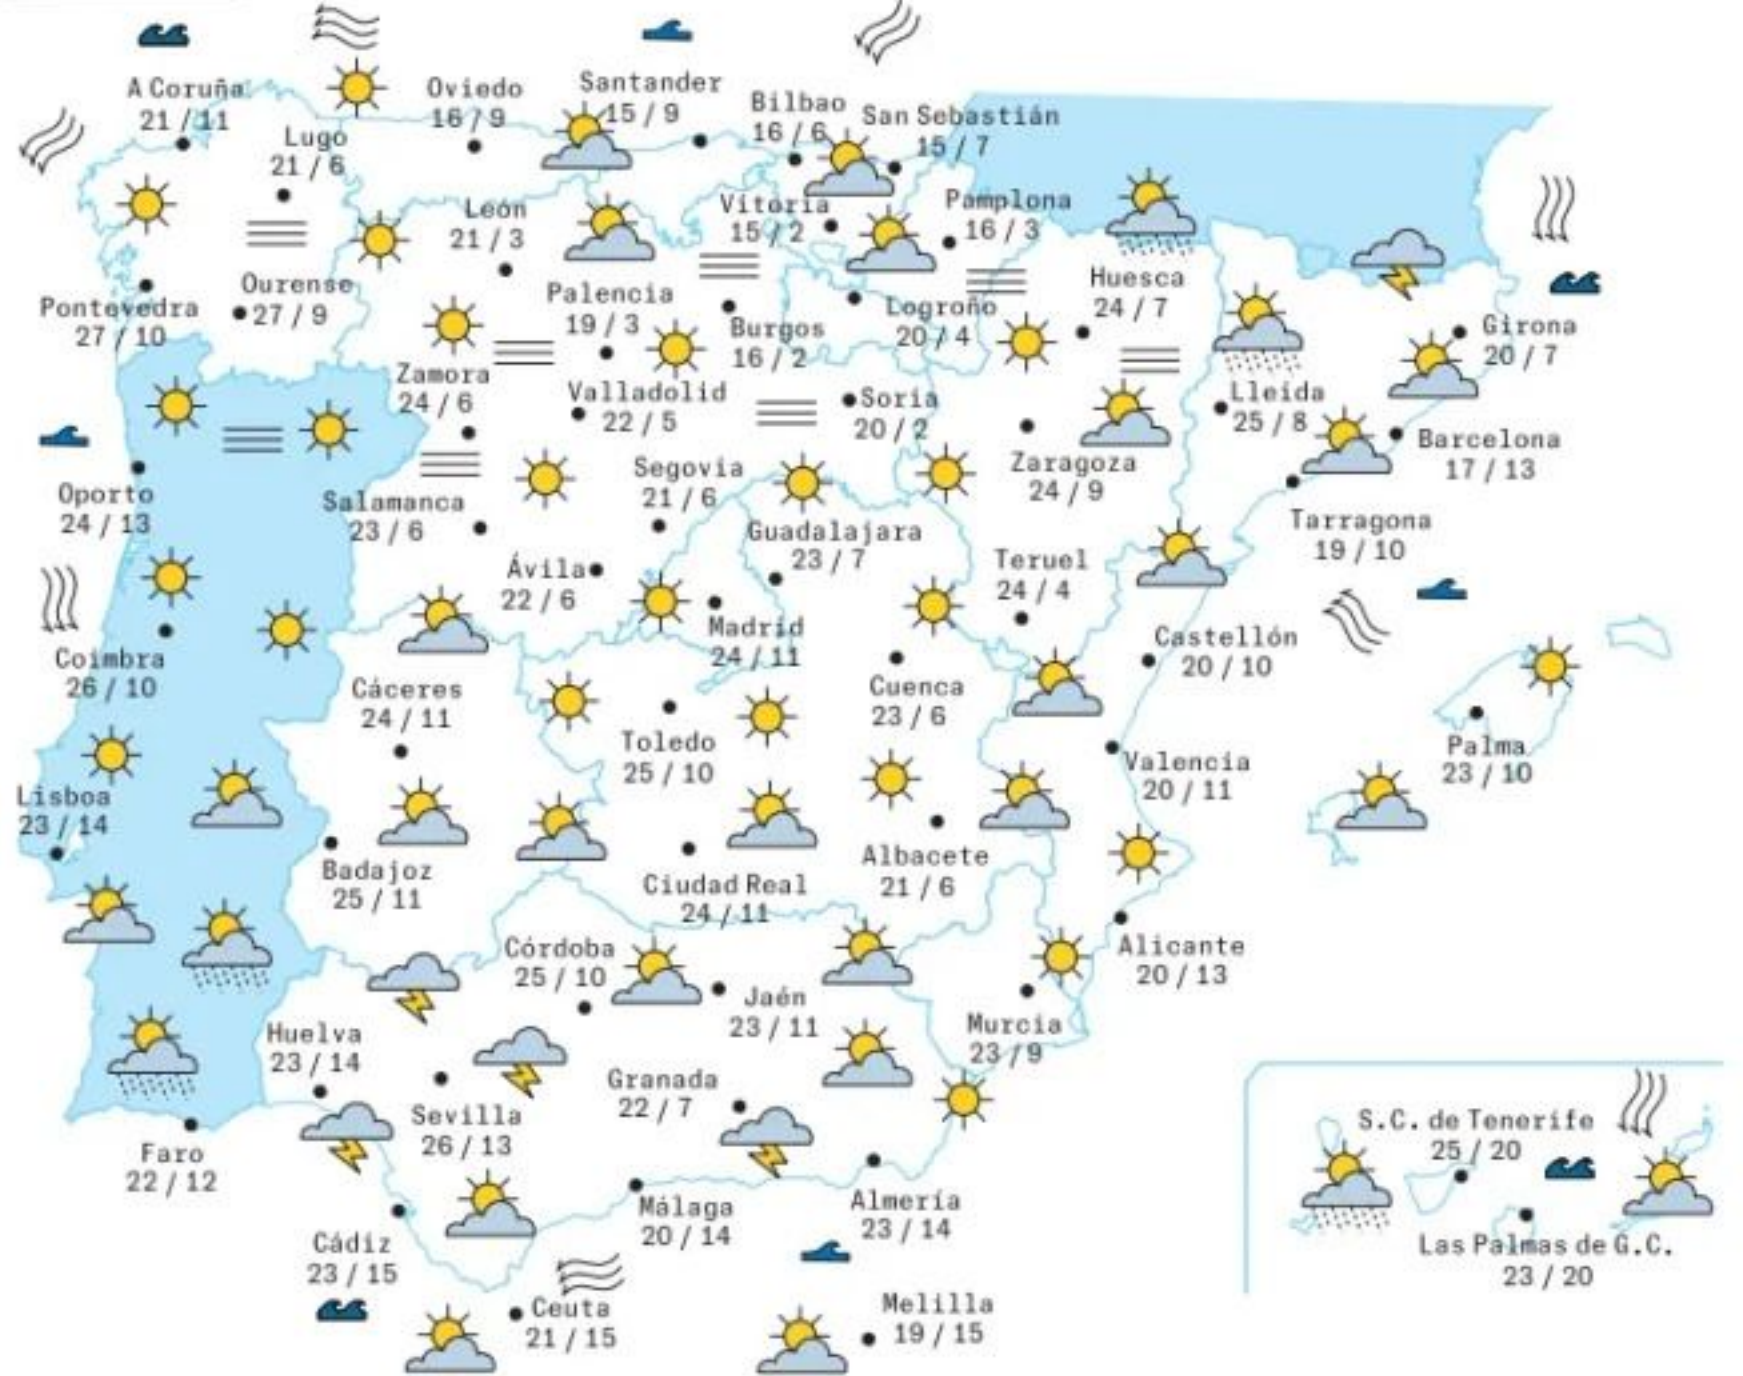 A Coruña
21 / 11
Lugo
21 / 6
Oviedo
16 / 9
Santander
15 / 9
Bilbao
16 / 6
San Sebastián
15 / 7
León
21 / 3
Vitoria
15 / 2
Pamplona
16 / 3
Pontevedra
27 / 10
Ourense
27 / 9
Palencia
19 / 3
Burgos
16 / 2
Logroño
20 / 4
Huesca
24 / 7
Girona
20 / 7
Zamora
24 / 6
Valladolid
22 / 5
Soria
20 / 2
Lleida
25 / 8
Barcelona
17 / 13
Oporto
24 / 13
Salamanca
23 / 6
Segovia
21 / 6
Guadalajara
23 / 7
Zaragoza
24 / 9
Tarragona
19 / 10
Ávila
22 / 6
Madrid
24 / 11
Teruel
24 / 4
Castellón
20 / 10
Coimbra
26 / 10
Cáceres
24 / 11
Toledo
25 / 10
Cuenca
23 / 6
Valencia
20 / 11
Palma
23 / 10
Lisboa
23 / 14
Badajoz
25 / 11
Ciudad Real
24 / 11
Albacete
21 / 6
Córdoba
25 / 10
Jaén
23 / 11
Alicante
20 / 13
Murcia
23 / 9
Huelva
23 / 14
Sevilla
26 / 13
Granada
22 / 7
Faro
22 / 12
Cádiz
23 / 15
Málaga
20 / 14
Almería
23 / 14
Ceuta
21 / 15
Melilla
19 / 15
S.C. de Tenerife
25 / 20
Las Palmas de G.C.
23 / 20